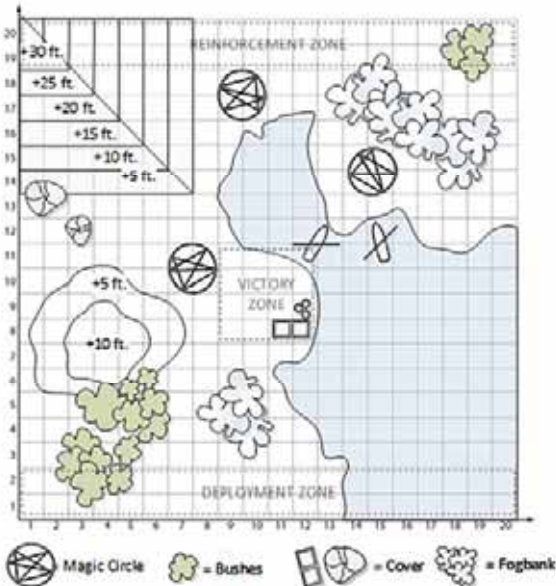 20
REINFORCEMENT ZONE
19
+30 ft.
18
+25 ft.
17
+20 ft.
16
+15 ft.
15
+10 ft.
14
+5 ft.
13
12
11
10
+5 ft.
VICTORY
ZONE
9
8
+10 ft.
7
6
5
4
3
2
DEPLOYMENT ZONE
1
1 2 3 4 5 6 7 8 9 10 11 12 13 14 15 16 17 18 19 20
= Magic Circle = Bushes = Cover = Fogbank